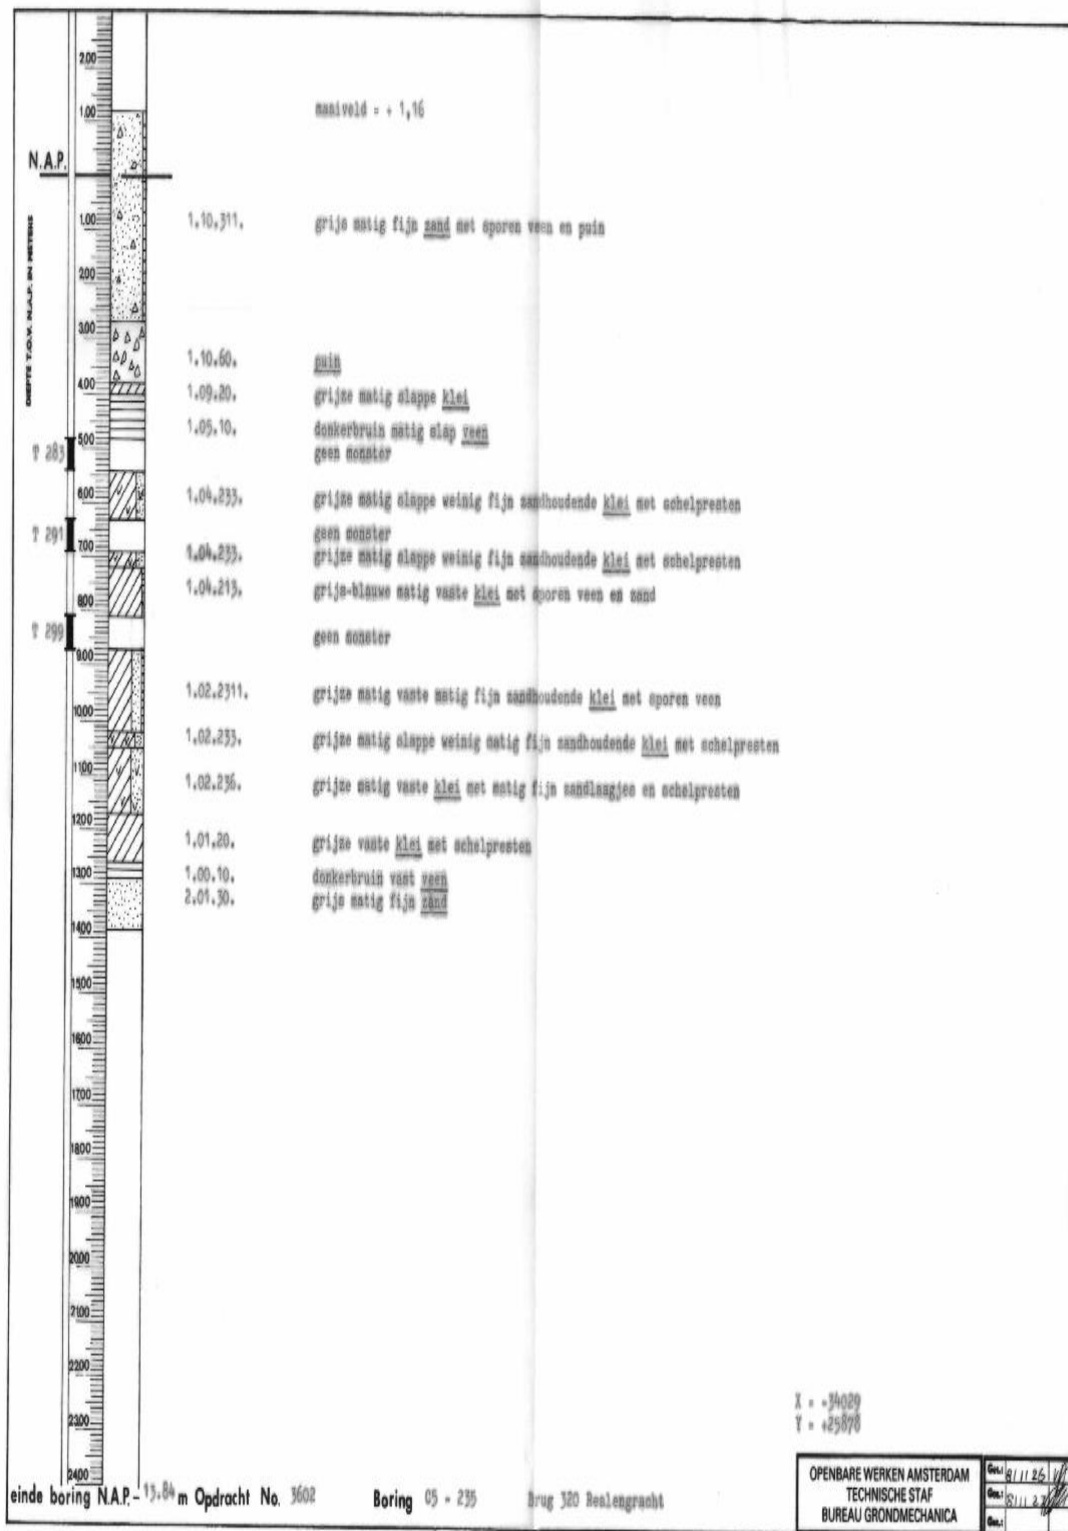 2.00
1.00
maaiveld = + 1,16
N.A.P.
DIEPTE T.O.V. N.A.P. IN METERS
1.00
1.10.311. grijs matig fijn zand met sporen veen en puin
2.00
3.00
1.10.60. puin
4.00
1.09.20. grijze matig slappe klei
1.05.10. donkerbruin matig slap veen
5.00
T 283 geen monster
6.00
1.04.233. grijze matig slappe weinig fijn zandhoudende klei met schelpresten
T 291 geen monster
7.00
1.04.233. grijze matig slappe weinig fijn zandhoudende klei met schelpresten
1.04.213. grijs-blauwe matig vaste klei met sporen veen en zand
8.00
T 299 geen monster
9.00
1.02.2311. grijze matig vaste matig fijn zandhoudende klei met sporen veen
10.00
1.02.233. grijze matig slappe weinig matig fijn zandhoudende klei met schelpresten
11.00
1.02.236. grijze matig vaste klei met matig fijn zandlaagjes en schelpresten
12.00
1.01.20. grijze vaste klei met schelpresten
13.00
1.00.10. donkerbruin vast veen
2.01.30. grijs matig fijn zand
14.00
15.00
16.00
17.00
18.00
19.00
20.00
21.00
22.00
23.00
24.00
X = -34029
Y = +25878
einde boring N.A.P. - 13.84 m Opdracht No. 3602 Boring 05 - 235 Brug 320 Realengracht
OPENBARE WERKEN AMSTERDAM
TECHNISCHE STAF
BUREAU GRONDMECHANICA
Get.: 811126
Gez.: 81112
Gez.: